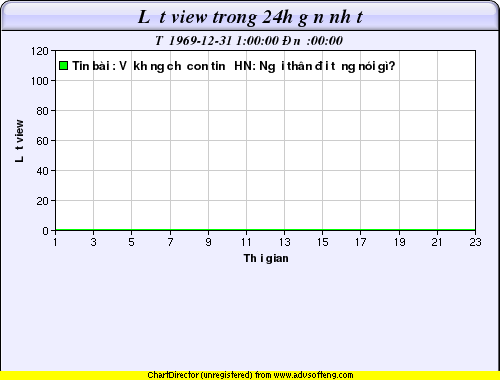 L t view trong 24h g n nh t
T 1969-12-31 1:00:00 Đn :00:00
Tin bài : V kh ng ch con tin HN: Ng i thân đ i t ng nói gì?
120
100
80
60
40
20
0
L t view
1 3 5 7 9 11 13 15 17 19 21 23
Th i gian
ChartDirector (unregistered) from www.advsofteng.com